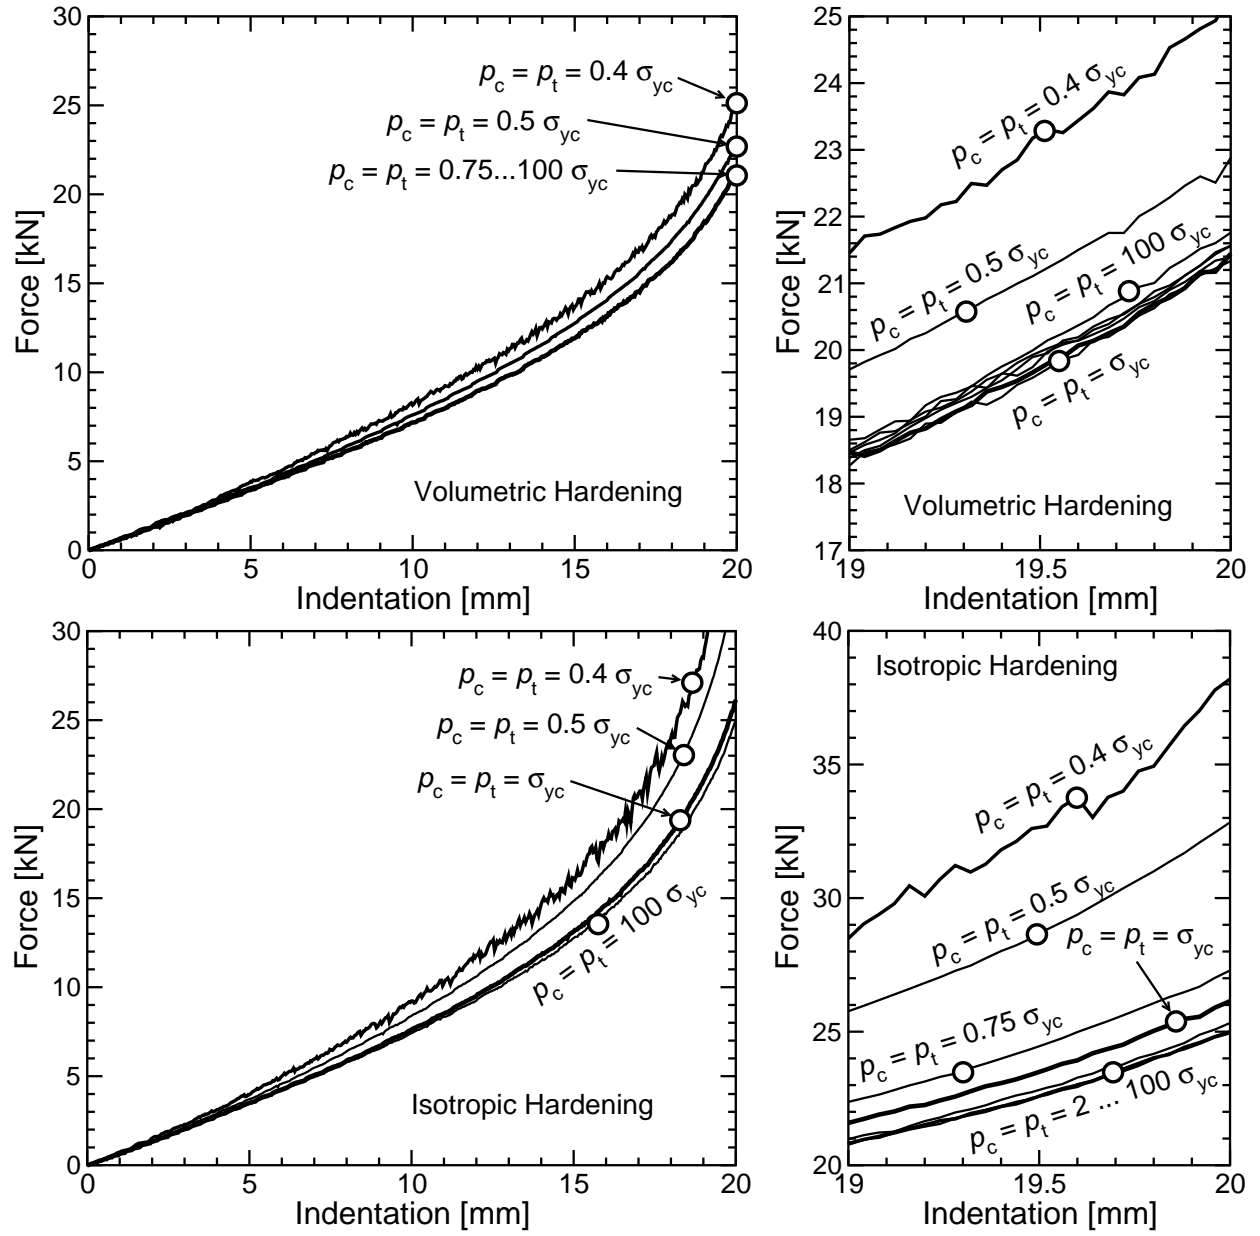 30
25
20
15
10
5
0
Force [kN]
p_c = p_t = 0.4 σ_yc
p_c = p_t = 0.5 σ_yc
p_c = p_t = 0.75...100 σ_yc
Volumetric Hardening
0 5 10 15 20
Indentation [mm]
25
24
23
22
21
20
19
18
17
Force [kN]
p_c = p_t = 0.4 σ_yc
p_c = p_t = 0.5 σ_yc
p_c = p_t = 100 σ_yc
p_c = p_t = σ_yc
Volumetric Hardening
19 19.5 20
Indentation [mm]
30
25
20
15
10
5
0
Force [kN]
p_c = p_t = 0.4 σ_yc
p_c = p_t = 0.5 σ_yc
p_c = p_t = σ_yc
p_c = p_t = 100 σ_yc
Isotropic Hardening
0 5 10 15 20
Indentation [mm]
40
35
30
25
20
Force [kN]
Isotropic Hardening
p_c = p_t = 0.4 σ_yc
p_c = p_t = 0.5 σ_yc
p_c = p_t = σ_yc
p_c = p_t = 0.75 σ_yc
p_c = p_t = 2 ... 100 σ_yc
19 19.5 20
Indentation [mm]